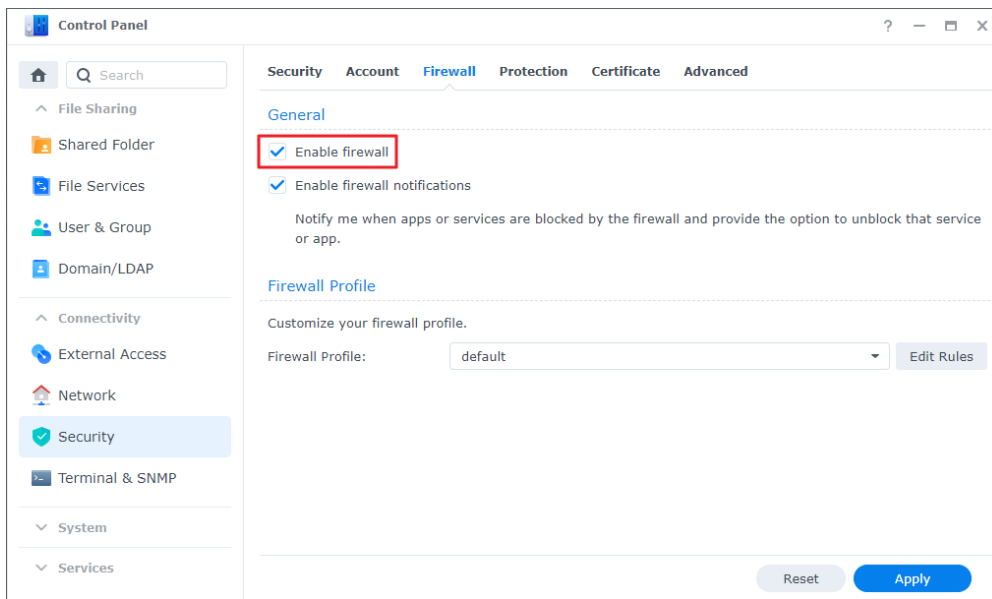 Control Panel
?
Search
File Sharing
Shared Folder
File Services
User & Group
Domain/LDAP
Connectivity
External Access
Network
Security
Terminal & SNMP
System
Services
Security Account Firewall Protection Certificate Advanced
General
Enable firewall
Enable firewall notifications
Notify me when apps or services are blocked by the firewall and provide the option to unblock that service
or app.
Firewall Profile
Customize your firewall profile.
Firewall Profile: default Edit Rules
Reset Apply